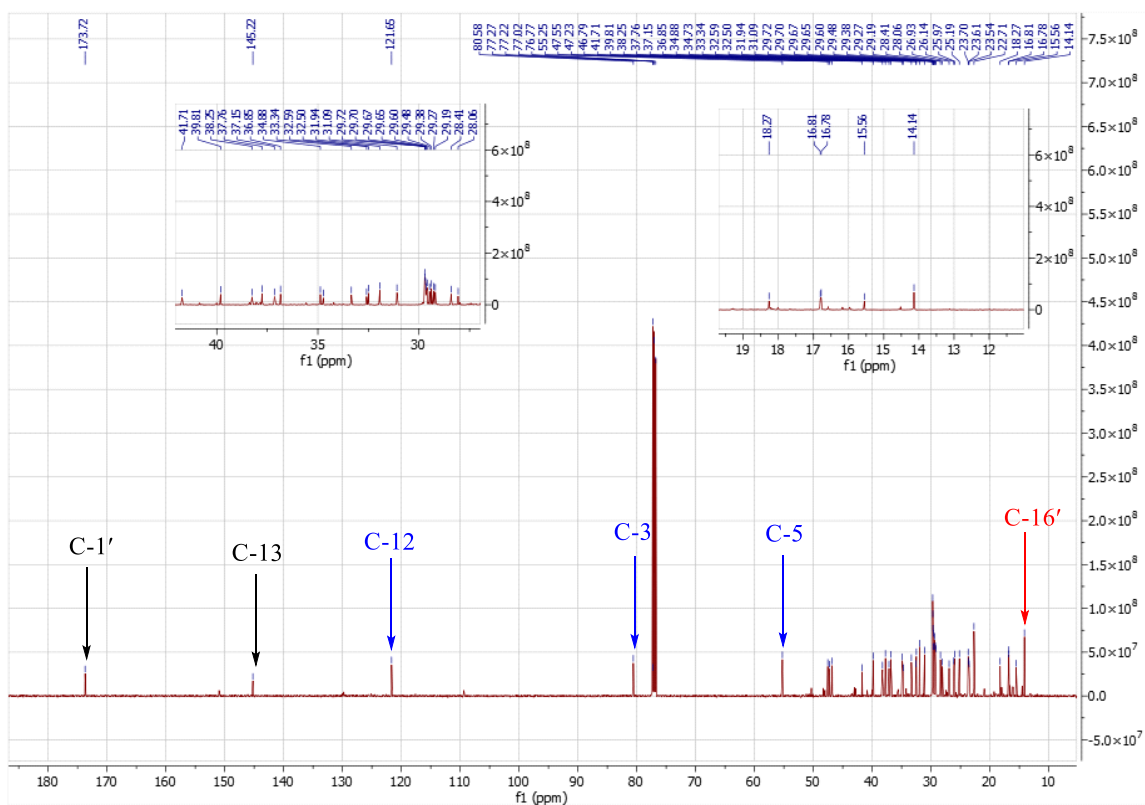 173.72 145.22 121.65 80.58 77.27 77.22 77.02 76.77 55.25 47.55 47.23 46.79 41.71 39.81 38.25 37.76 37.15 36.85 34.88 34.73 33.34 32.59 32.50 31.94 31.09 29.72 29.70 29.67 29.65 29.60 29.48 29.38 29.27 29.19 28.41 28.06 26.93 26.14 25.97 25.19 23.70 23.61 23.54 22.71 18.27 16.81 16.78 15.56 14.14
7.5×10⁸
7.0×10⁸
6.5×10⁸
6.0×10⁸
5.5×10⁸
5.0×10⁸
4.5×10⁸
4.0×10⁸
3.5×10⁸
3.0×10⁸
2.5×10⁸
2.0×10⁸
1.5×10⁸
1.0×10⁸
5.0×10⁷
0.0
-5.0×10⁷
41.71 39.81 38.25 37.76 37.15 36.85 34.88 33.34 32.59 32.50 31.94 31.09 29.72 29.70 29.67 29.65 29.60 29.48 29.38 29.27 29.19 28.41 28.06
6×10⁸
4×10⁸
2×10⁸
0
40 35 30
f1 (ppm)
18.27 16.81 16.78 15.56 14.14
6×10⁸
4×10⁸
2×10⁸
0
19 18 17 16 15 14 13 12
f1 (ppm)
C-1′ C-13 C-12 C-3 C-5 C-16′
180 170 160 150 140 130 120 110 100 90 80 70 60 50 40 30 20 10
f1 (ppm)